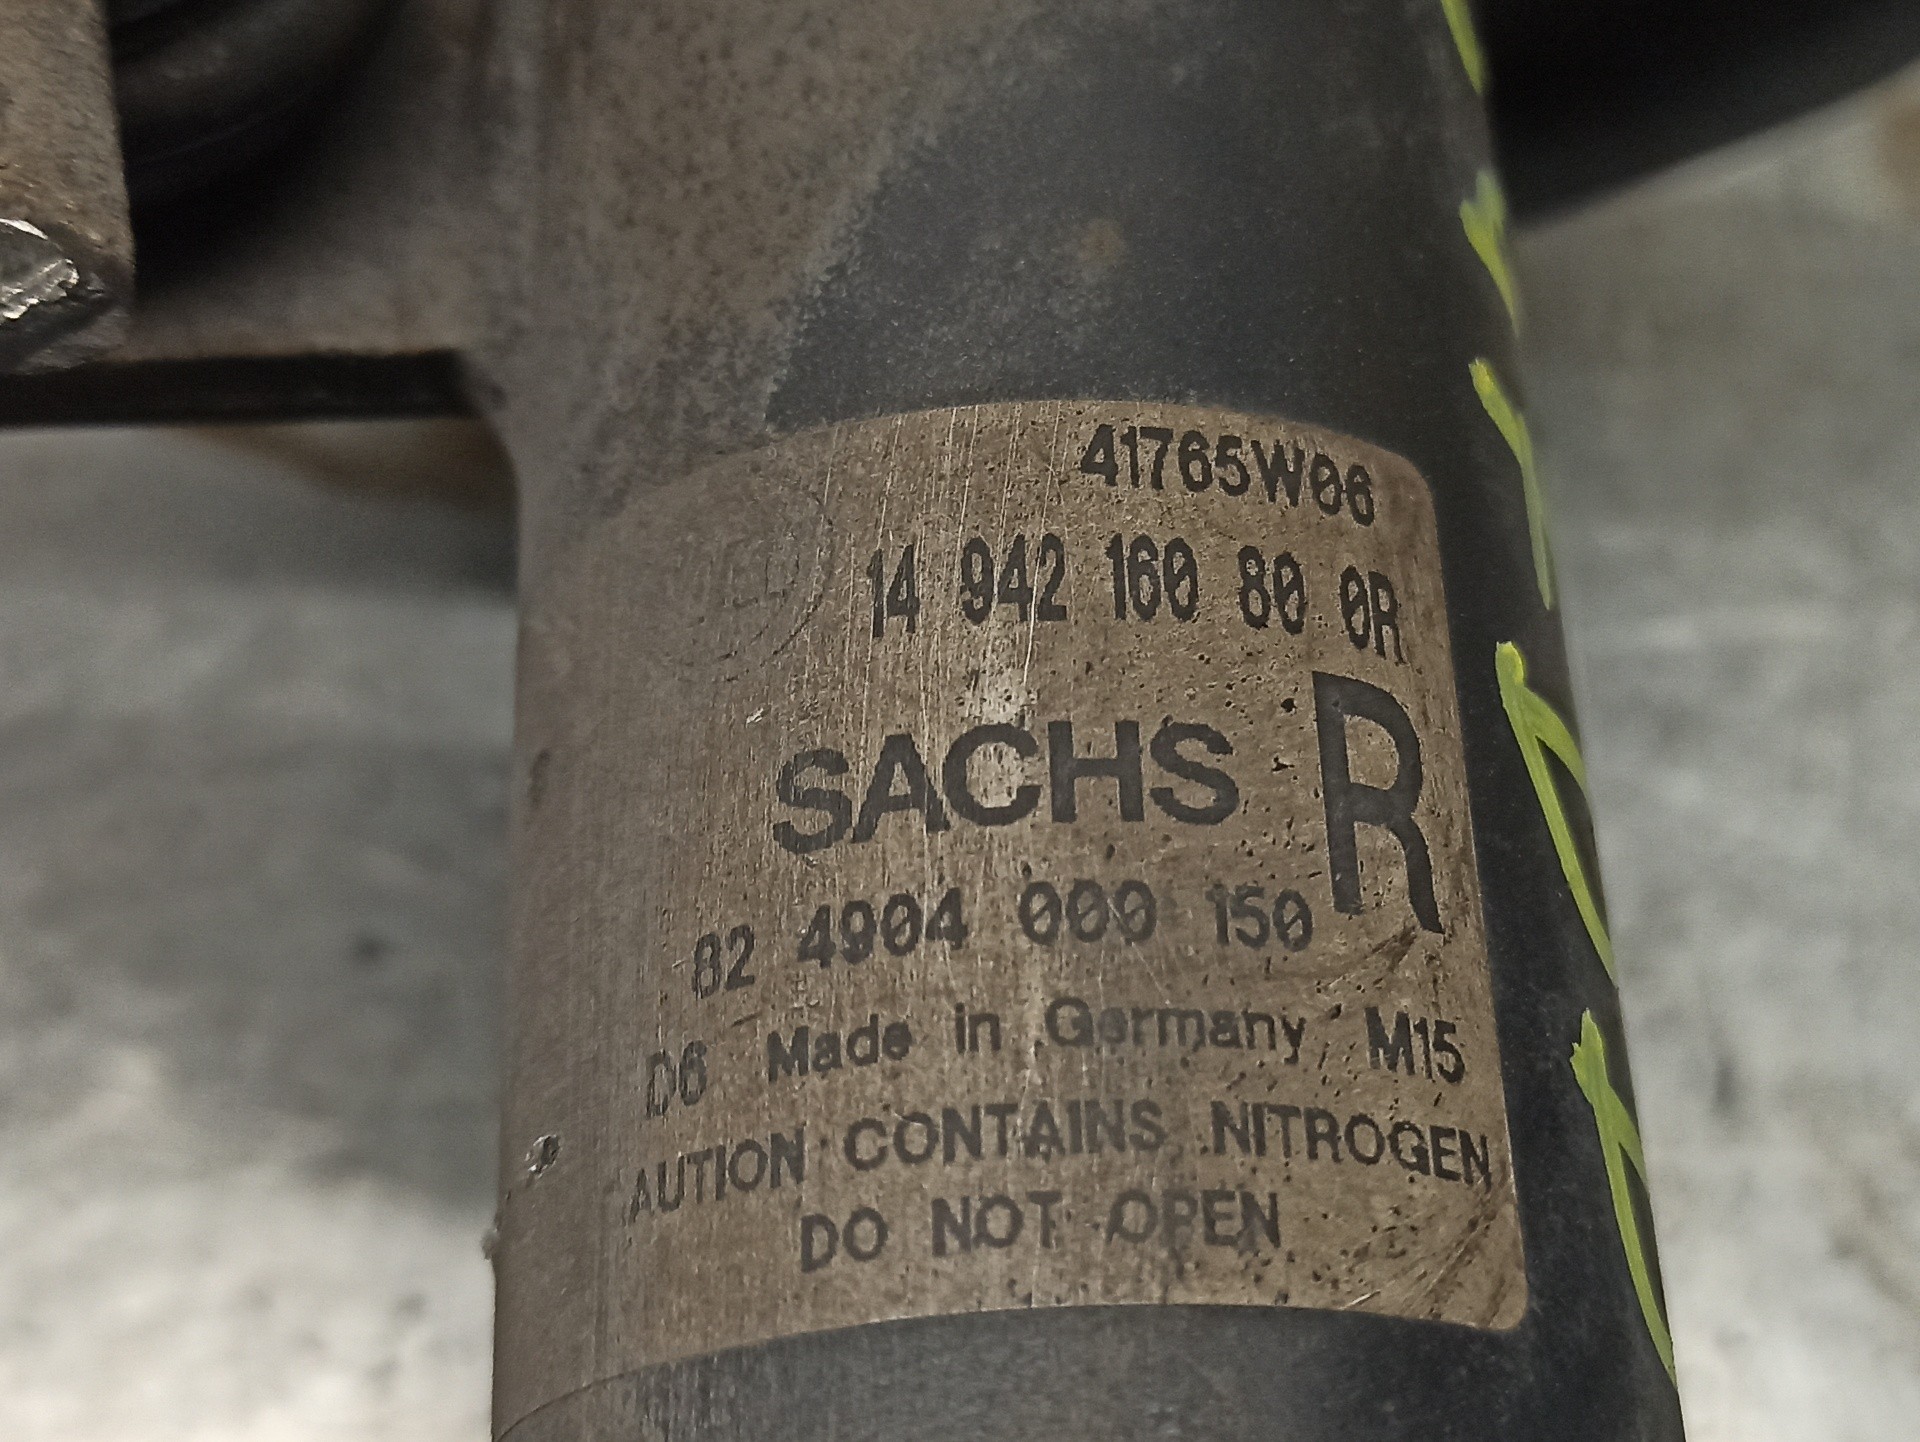 41765W06
14 942 160 80 0R
SACHS R
82 4904 000 150
D6 Made in Germany M15
AUTION CONTAINS NITROGEN
DO NOT OPEN